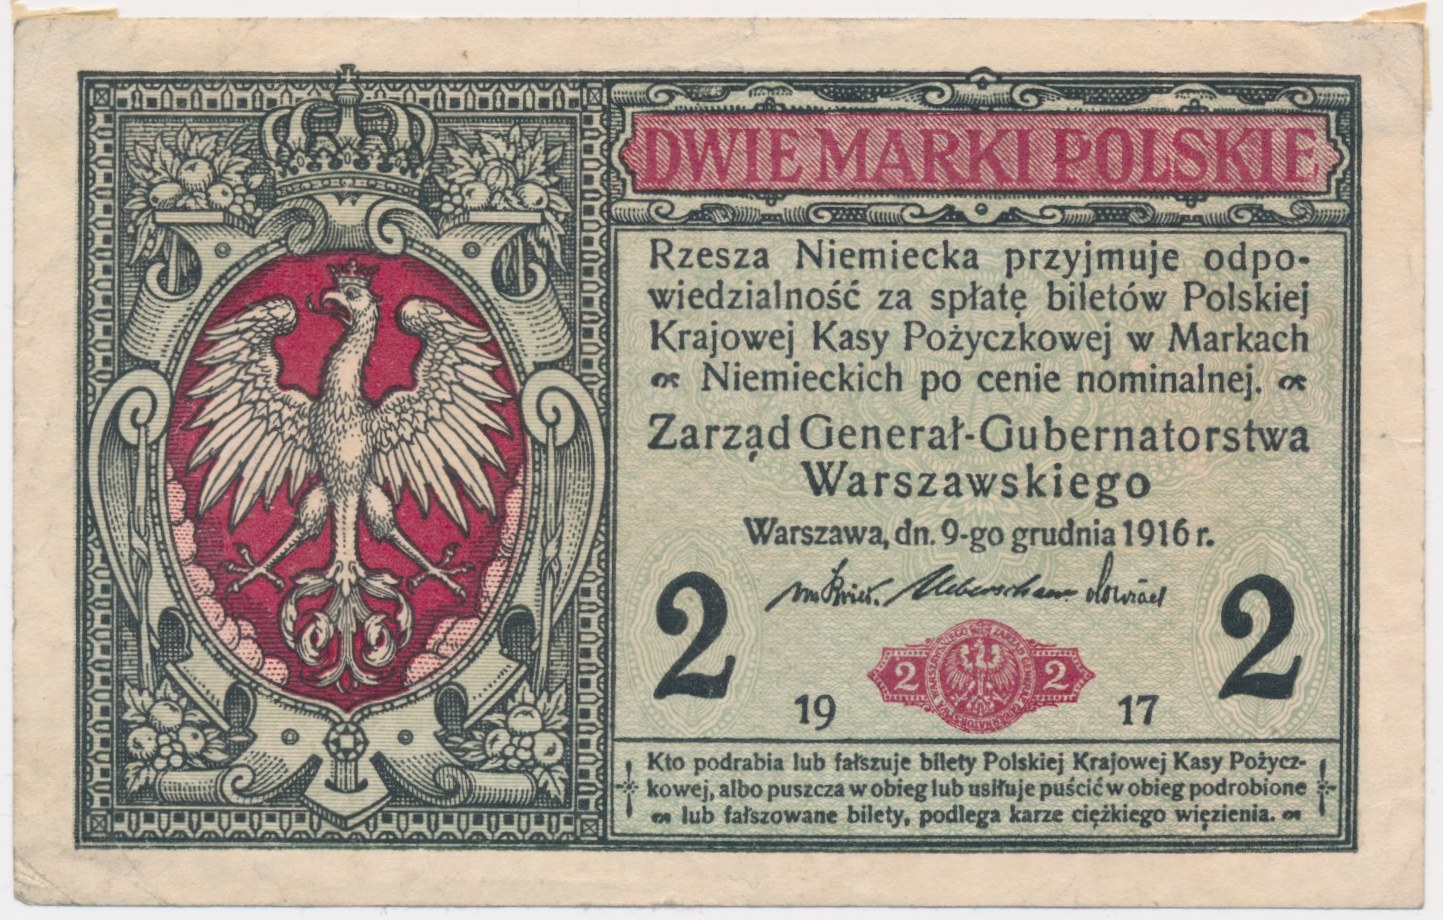 DWIE MARKI POLSKIE
Rzesza Niemiecka przyjmuje odpo-
wiedzialność za spłatę biletów Polskiej
Krajowej Kasy Pożyczkowej w Markach
Niemieckich po cenie nominalnej.
Zarząd Generał-Gubernatorstwa
Warszawskiego
Warszawa, dn. 9-go grudnia 1916 r.
2 2
2 2
19 17
Kto podrabia lub fałszuje bilety Polskiej Krajowej Kasy Pożycz-
kowej, albo puszcza w obieg lub usiłuje puścić w obieg podrobione
lub fałszowane bilety, podlega karze ciężkiego więzienia.